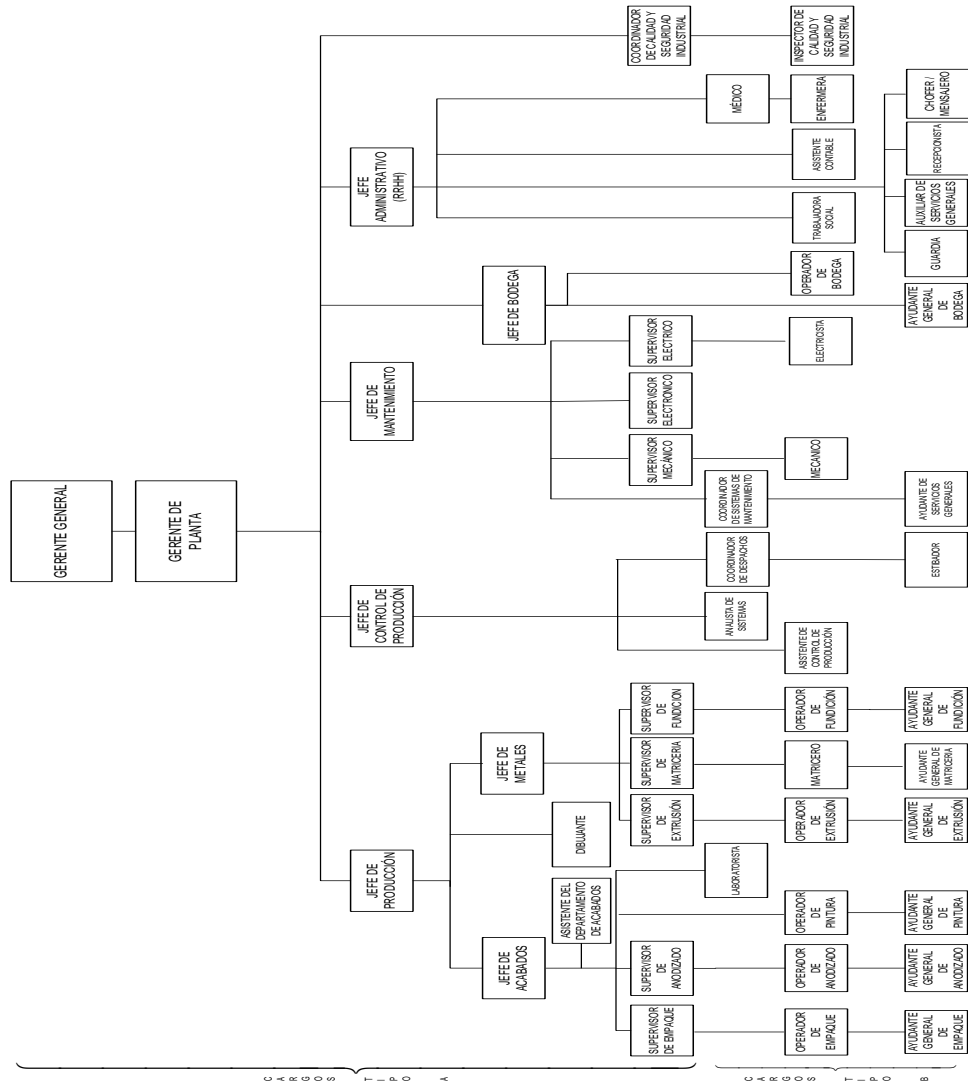 GERENTE GENERAL
GERENTE DE
PLANTA
JEFE DE
PRODUCCIÓN
JEFE DE
CONTROL DE
PRODUCCIÓN
JEFE DE
MANTENIMIENTO
JEFE DE BODEGA
JEFE
ADMINISTRATIVO
(RRHH)
COORDINADOR
DE CALIDAD Y
SEGURIDAD
INDUSTRIAL
INSPECTOR DE
CALIDAD Y
SEGURIDAD
INDUSTRIAL
JEFE DE
ACABADOS
DIBUJANTE
JEFE DE
METALES
ASISTENTE DEL
DEPARTAMENTO
DE ACABADOS
SUPERVISOR
DE EMPAQUE
SUPERVISOR
DE
ANODIZADO
LABORATORISTA
SUPERVISOR
DE
EXTRUSIÓN
SUPERVISOR
DE
MATRICERIA
SUPERVISOR
DE
FUNDICION
OPERADOR
DE
EMPAQUE
OPERADOR
DE
ANODIZADO
OPERADOR
DE
PINTURA
OPERADOR
DE
EXTRUSIÓN
MATRICERO
OPERADOR
DE
FUNDICIÓN
AYUDANTE
GENERAL
DE
EMPAQUE
AYUDANTE
GENERAL
DE
ANODIZADO
AYUDANTE
GENERAL
DE
PINTURA
AYUDANTE
GENERAL
DE
EXTRUSIÓN
AYUDANTE
GENERAL DE
MATRICERIA
AYUDANTE
GENERAL
DE
FUNDICIÓN
ASISTENTE DE
CONTROL DE
PRODUCCIÓN
ANALISTA DE
SISTEMAS
COORDINADOR
DE DESPACHOS
ESTIBADOR
COORDINADOR
DE SISTEMAS DE
MANTENIMIENTO
SUPERVISOR
MECÁNICO
SUPERVISOR
ELECTRONICO
SUPERVISOR
ELECTRICO
MECANICO
ELECTRICISTA
AYUDANTE DE
SERVICIOS
GENERALES
OPERADOR
DE
BODEGA
AYUDANTE
GENERAL
DE
BODEGA
TRABAJADORA
SOCIAL
ASISTENTE
CONTABLE
MÉDICO
ENFERMERA
GUARDIA
AUXILIAR DE
SERVICIOS
GENERALES
RECEPCIONISTA
CHOFER /
MENSAJERO
CARGOS
TIPO
A
CARGOS
TIPO
B